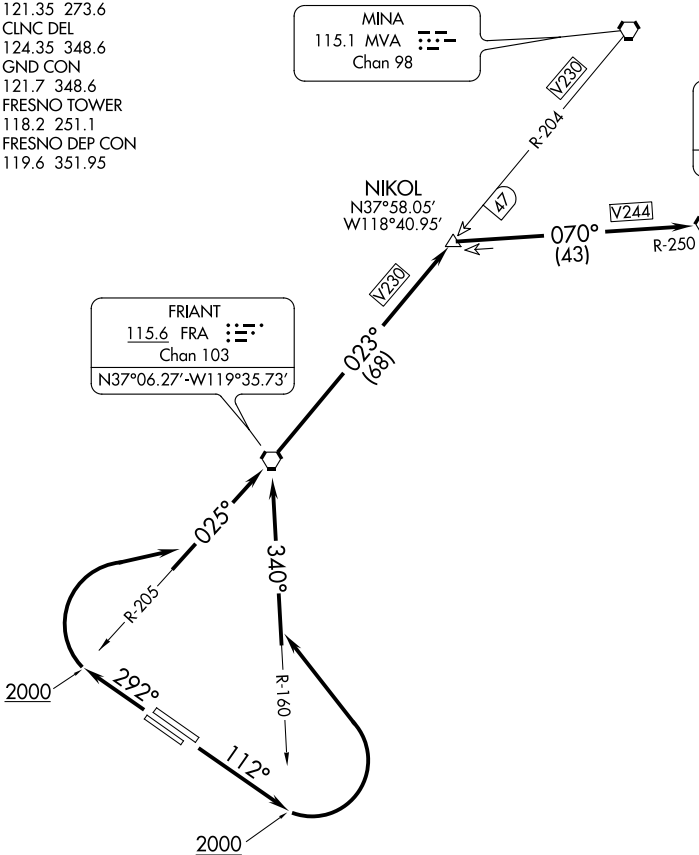 121.35 273.6
CLNC DEL
124.35 348.6
GND CON
121.7 348.6
FRESNO TOWER
118.2 251.1
FRESNO DEP CON
119.6 351.95
MINA
115.1 MVA
Chan 98
V230
R-204
47
NIKOL
N37°58.05'
W118°40.95'
V244
070°
(43)
R-250
V230
023°
(68)
FRIANT
115.6 FRA
Chan 103
N37°06.27'-W119°35.73'
025°
340°
R-205
R-160
292°
2000
112°
2000